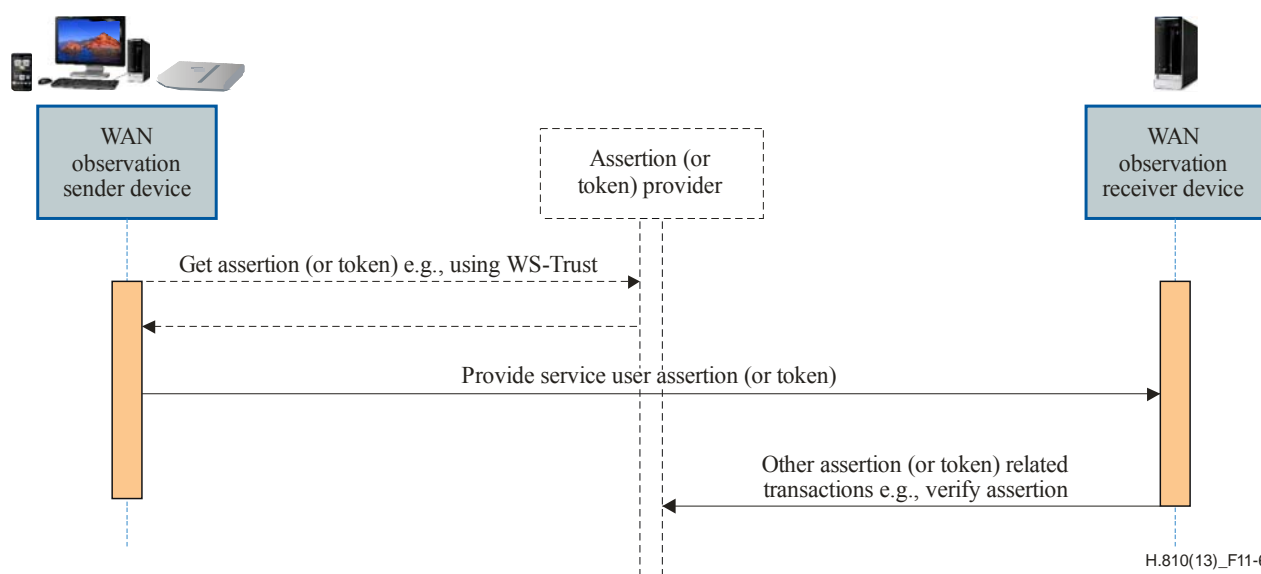 WAN
observation
sender device
Assertion (or
token) provider
WAN
observation
receiver device
Get assertion (or token) e.g., using WS-Trust
Provide service user assertion (or token)
Other assertion (or token) related
transactions e.g., verify assertion
H.810(13)_F11-6